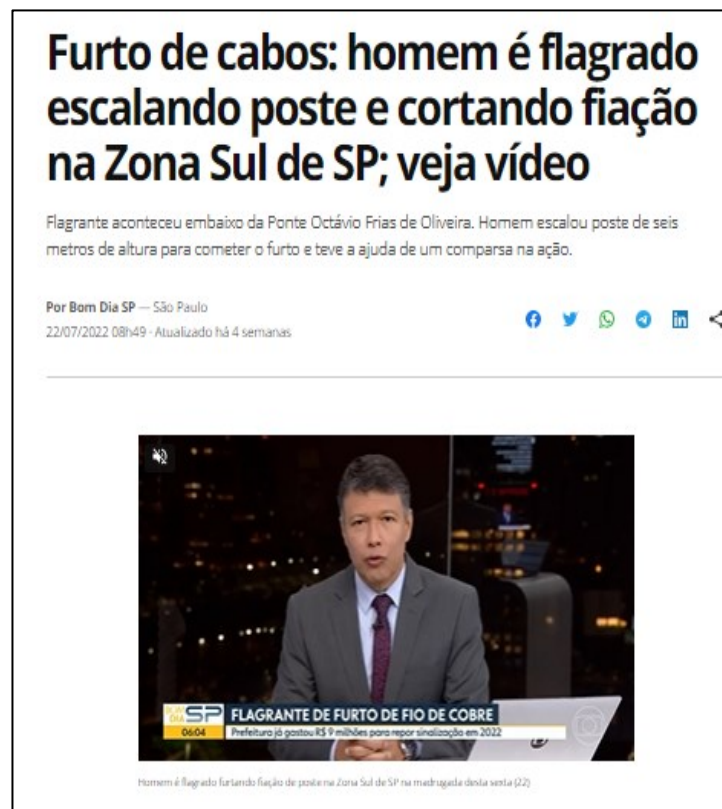 Furto de cabos: homem é flagrado
escalando poste e cortando fiação
na Zona Sul de SP; veja vídeo
Flagrante aconteceu embaixo da Ponte Octávio Frias de Oliveira. Homem escalou poste de seis
metros de altura para cometer o furto e teve a ajuda de um comparsa na ação.
Por Bom Dia SP — São Paulo
22/07/2022 08h49 · Atualizado há 4 semanas
in
BOM DIA SP
FLAGRANTE DE FURTO DE FIO DE COBRE
06:04
Prefeitura já gastou R$ 9 milhões para repor sinalização em 2022
Homem é flagrado furtando fiação de poste na Zona Sul de SP na madrugada desta sexta (22)